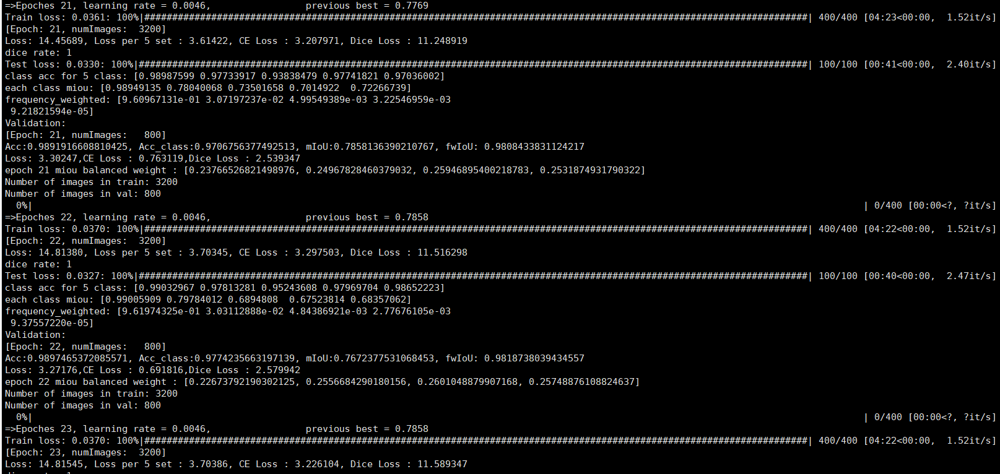 =>Epoches 21, learning rate = 0.0046,                 previous best = 0.7769
Train loss: 0.0361: 100%|#######################################################################################################################| 400/400 [04:23<00:00,  1.52it/s]
[Epoch: 21, numImages:  3200]
Loss: 14.45689, Loss per 5 set : 3.61422, CE Loss : 3.207971, Dice Loss : 11.248919
dice rate: 1
Test loss: 0.0330: 100%|########################################################################################################################| 100/100 [00:41<00:00,  2.40it/s]
class acc for 5 class: [0.98987599 0.97733917 0.93838479 0.97741821 0.97036002]
each class miou: [0.98949135 0.78040068 0.73501658 0.7014922  0.72266739]
frequency_weighted: [9.60967131e-01 3.07197237e-02 4.99549389e-03 3.22546959e-03
 9.21821594e-05]
Validation:
[Epoch: 21, numImages:   800]
Acc:0.9891916608810425, Acc_class:0.9706756377492513, mIoU:0.7858136390210767, fwIoU: 0.9808433831124217
Loss: 3.30247,CE Loss : 0.763119,Dice Loss : 2.539347
epoch 21 miou balanced weight : [0.23766526821498976, 0.24967828460379032, 0.25946895400218783, 0.2531874931790322]
Number of images in train: 3200
Number of images in val: 800
  0%|                                                                                                                                                     | 0/400 [00:00<?, ?it/s]
=>Epoches 22, learning rate = 0.0046,                 previous best = 0.7858
Train loss: 0.0370: 100%|#######################################################################################################################| 400/400 [04:22<00:00,  1.52it/s]
[Epoch: 22, numImages:  3200]
Loss: 14.81380, Loss per 5 set : 3.70345, CE Loss : 3.297503, Dice Loss : 11.516298
dice rate: 1
Test loss: 0.0327: 100%|########################################################################################################################| 100/100 [00:40<00:00,  2.47it/s]
class acc for 5 class: [0.99032967 0.97813281 0.95243608 0.97969704 0.98652223]
each class miou: [0.99005909 0.79784012 0.6894808  0.67523814 0.68357062]
frequency_weighted: [9.61974325e-01 3.03112888e-02 4.84386921e-03 2.77676105e-03
 9.37557220e-05]
Validation:
[Epoch: 22, numImages:   800]
Acc:0.9897465372085571, Acc_class:0.9774235663197139, mIoU:0.7672377531068453, fwIoU: 0.9818738039434557
Loss: 3.27176,CE Loss : 0.691816,Dice Loss : 2.579942
epoch 22 miou balanced weight : [0.22673792190302125, 0.2556684290180156, 0.2601048879907168, 0.25748876108824637]
Number of images in train: 3200
Number of images in val: 800
  0%|                                                                                                                                                     | 0/400 [00:00<?, ?it/s]
=>Epoches 23, learning rate = 0.0046,                 previous best = 0.7858
Train loss: 0.0370: 100%|#######################################################################################################################| 400/400 [04:22<00:00,  1.52it/s]
[Epoch: 23, numImages:  3200]
Loss: 14.81545, Loss per 5 set : 3.70386, CE Loss : 3.226104, Dice Loss : 11.589347